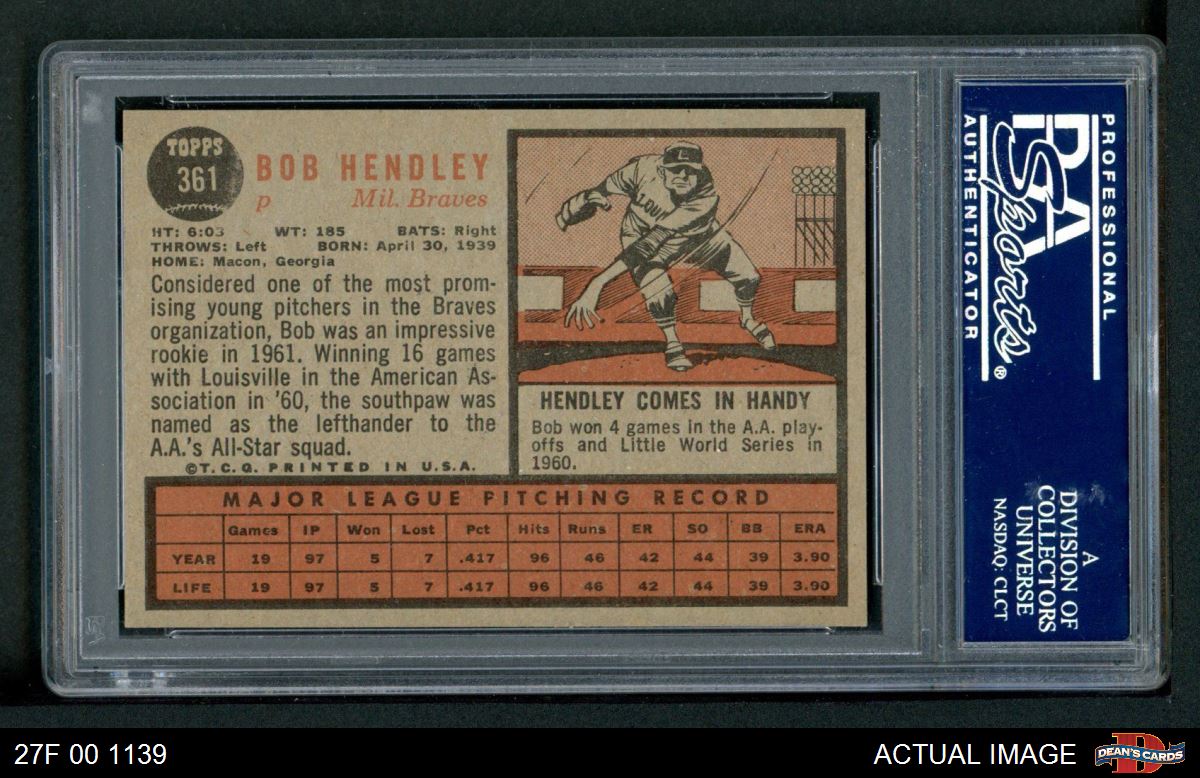 TOPPS
361
BOB HENDLEY
p Mil. Braves
HT: 6:03 WT: 185 BATS: Right
THROWS: Left BORN: April 30, 1939
HOME: Macon, Georgia
Considered one of the most prom-
ising young pitchers in the Braves
organization, Bob was an impressive
rookie in 1961. Winning 16 games
with Louisville in the American As-
sociation in '60, the southpaw was
named as the lefthander to the
A.A.'s All-Star squad.
©T.C.G. PRINTED IN U.S.A.
L
LOUI
HENDLEY COMES IN HANDY
Bob won 4 games in the A.A. play-
offs and Little World Series in
1960.
MAJOR LEAGUE PITCHING RECORD
Games IP Won Lost Pct Hits Runs ER SO BB ERA
YEAR 19 97 5 7 .417 96 46 42 44 39 3.90
LIFE 19 97 5 7 .417 96 46 42 44 39 3.90
PROFESSIONAL
PSA
Sports®
AUTHENTICATOR
A
DIVISION OF
COLLECTORS
UNIVERSE
NASDAQ: CLCT
27F 00 1139
ACTUAL IMAGE
DEAN'S CARDS